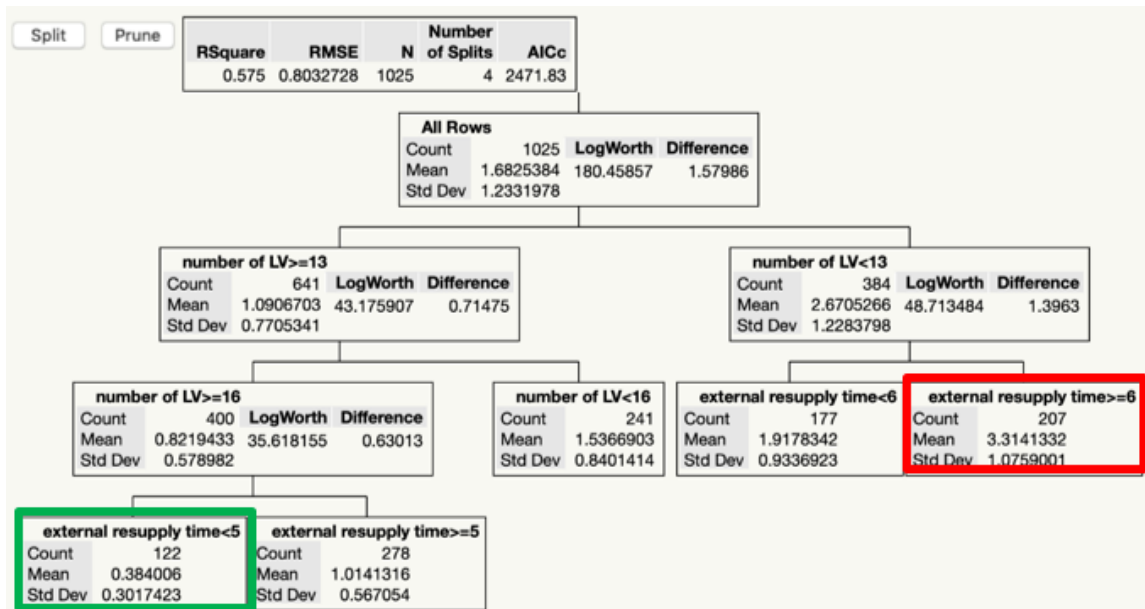 Split Prune
Number
RSquare RMSE N of Splits AICc
0.575 0.8032728 1025 4 2471.83
All Rows
Count 1025 LogWorth Difference
Mean 1.6825384 180.45857 1.57986
Std Dev 1.2331978
number of LV>=13
Count 641 LogWorth Difference
Mean 1.0906703 43.175907 0.71475
Std Dev 0.7705341
number of LV<13
Count 384 LogWorth Difference
Mean 2.6705266 48.713484 1.3963
Std Dev 1.2283798
number of LV>=16
Count 400 LogWorth Difference
Mean 0.8219433 35.618155 0.63013
Std Dev 0.578982
number of LV<16
Count 241
Mean 1.5366903
Std Dev 0.8401414
external resupply time<6
Count 177
Mean 1.9178342
Std Dev 0.9336923
external resupply time>=6
Count 207
Mean 3.3141332
Std Dev 1.0759001
external resupply time<5
Count 122
Mean 0.384006
Std Dev 0.3017423
external resupply time>=5
Count 278
Mean 1.0141316
Std Dev 0.567054